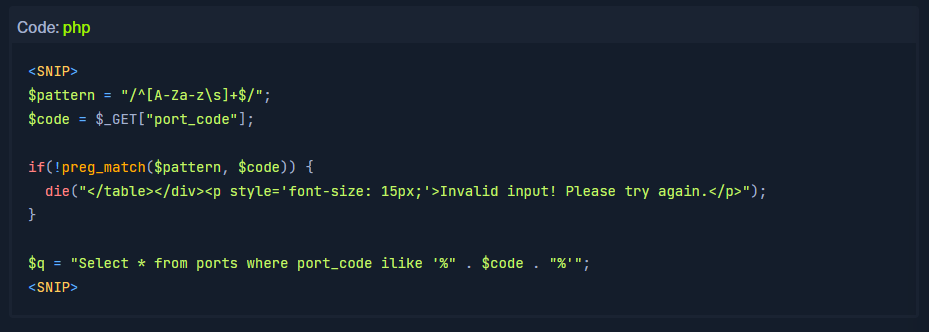 Code: php
<SNIP>
$pattern = "/^[A-Za-z\s]+$/";
$code = $_GET["port_code"];
if(!preg_match($pattern, $code)) {
  die("</table></div><p style='font-size: 15px;'>Invalid input! Please try again.</p>");
}
$q = "Select * from ports where port_code ilike '%" . $code . "%'";
<SNIP>